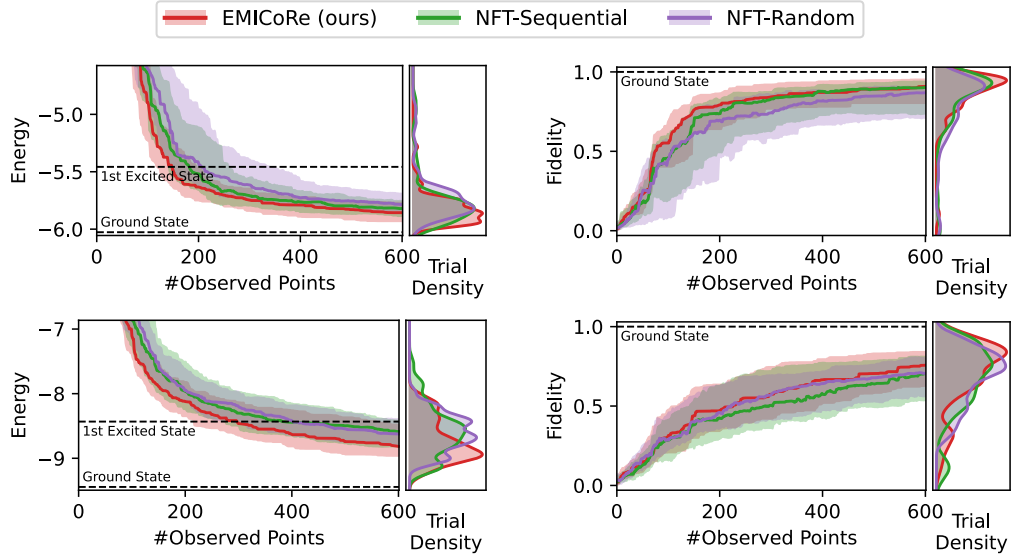 EMICoRe (ours) NFT-Sequential NFT-Random
Energy
−5.0
−5.5
−6.0
1st Excited State
Ground State
0 200 400 600
#Observed Points
Trial
Density
Fidelity
1.0
0.5
0.0
Ground State
0 200 400 600
#Observed Points
Trial
Density
Energy
−7
−8
−9
1st Excited State
Ground State
0 200 400 600
#Observed Points
Trial
Density
Fidelity
1.0
0.5
0.0
Ground State
0 200 400 600
#Observed Points
Trial
Density